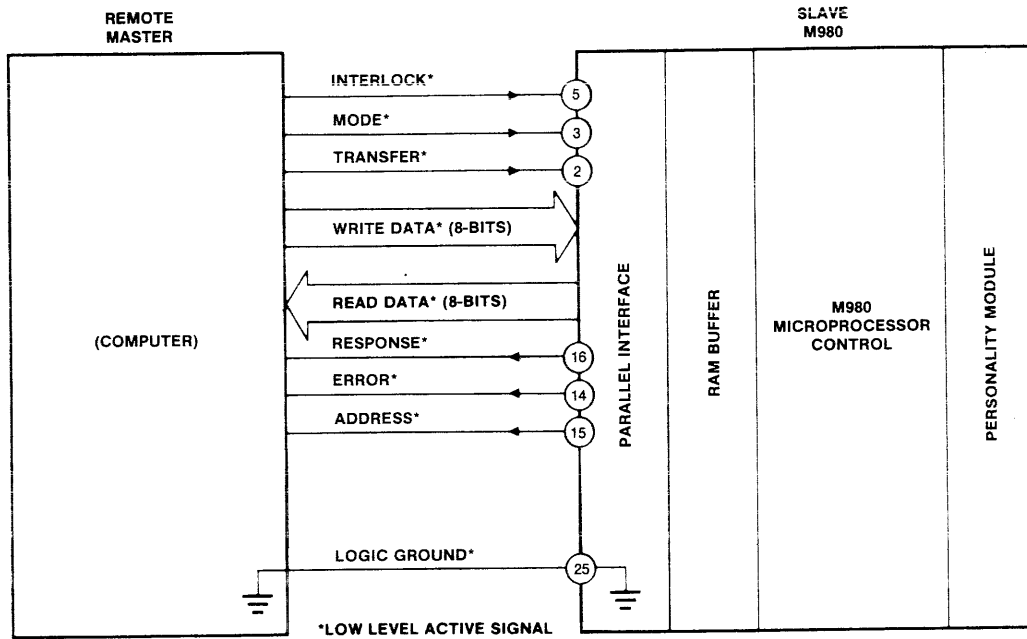 REMOTE
MASTER
SLAVE
M980
INTERLOCK*
5
MODE*
3
TRANSFER*
2
WRITE DATA* (8-BITS)
READ DATA* (8-BITS)
(COMPUTER)
RESPONSE*
16
ERROR*
14
ADDRESS*
15
PARALLEL INTERFACE
RAM BUFFER
M980
MICROPROCESSOR
CONTROL
PERSONALITY MODULE
LOGIC GROUND*
25
*LOW LEVEL ACTIVE SIGNAL